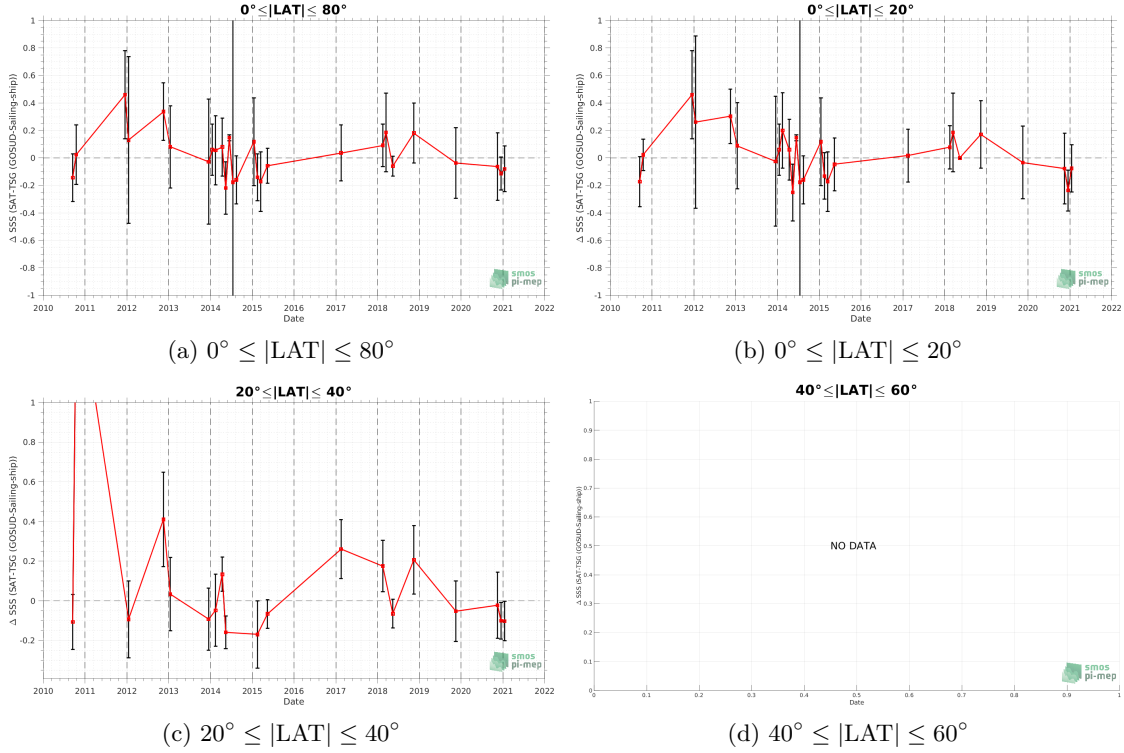 0°≤|LAT|≤ 80°
Δ SSS (SAT-TSG (GOSUD-Sailing-ship))
1
0.8
0.6
0.4
0.2
0
-0.2
-0.4
-0.6
-0.8
-1
2010 2011 2012 2013 2014 2015 2016 2017 2018 2019 2020 2021 2022
Date
smos
pi-mep
(a) 0° ≤ |LAT| ≤ 80°
0°≤|LAT|≤ 20°
Δ SSS (SAT-TSG (GOSUD-Sailing-ship))
1
0.8
0.6
0.4
0.2
0
-0.2
-0.4
-0.6
-0.8
-1
2010 2011 2012 2013 2014 2015 2016 2017 2018 2019 2020 2021 2022
Date
smos
pi-mep
(b) 0° ≤ |LAT| ≤ 20°
20°≤|LAT|≤ 40°
Δ SSS (SAT-TSG (GOSUD-Sailing-ship))
1
0.8
0.6
0.4
0.2
0
-0.2
2010 2011 2012 2013 2014 2015 2016 2017 2018 2019 2020 2021 2022
Date
smos
pi-mep
(c) 20° ≤ |LAT| ≤ 40°
40°≤|LAT|≤ 60°
Δ SSS (SAT-TSG (GOSUD-Sailing-ship))
1
0.9
0.8
0.7
0.6
0.5
0.4
0.3
0.2
0.1
0
NO DATA
0 0.1 0.2 0.3 0.4 0.5 0.6 0.7 0.8 0.9 1
Date
smos
pi-mep
(d) 40° ≤ |LAT| ≤ 60°